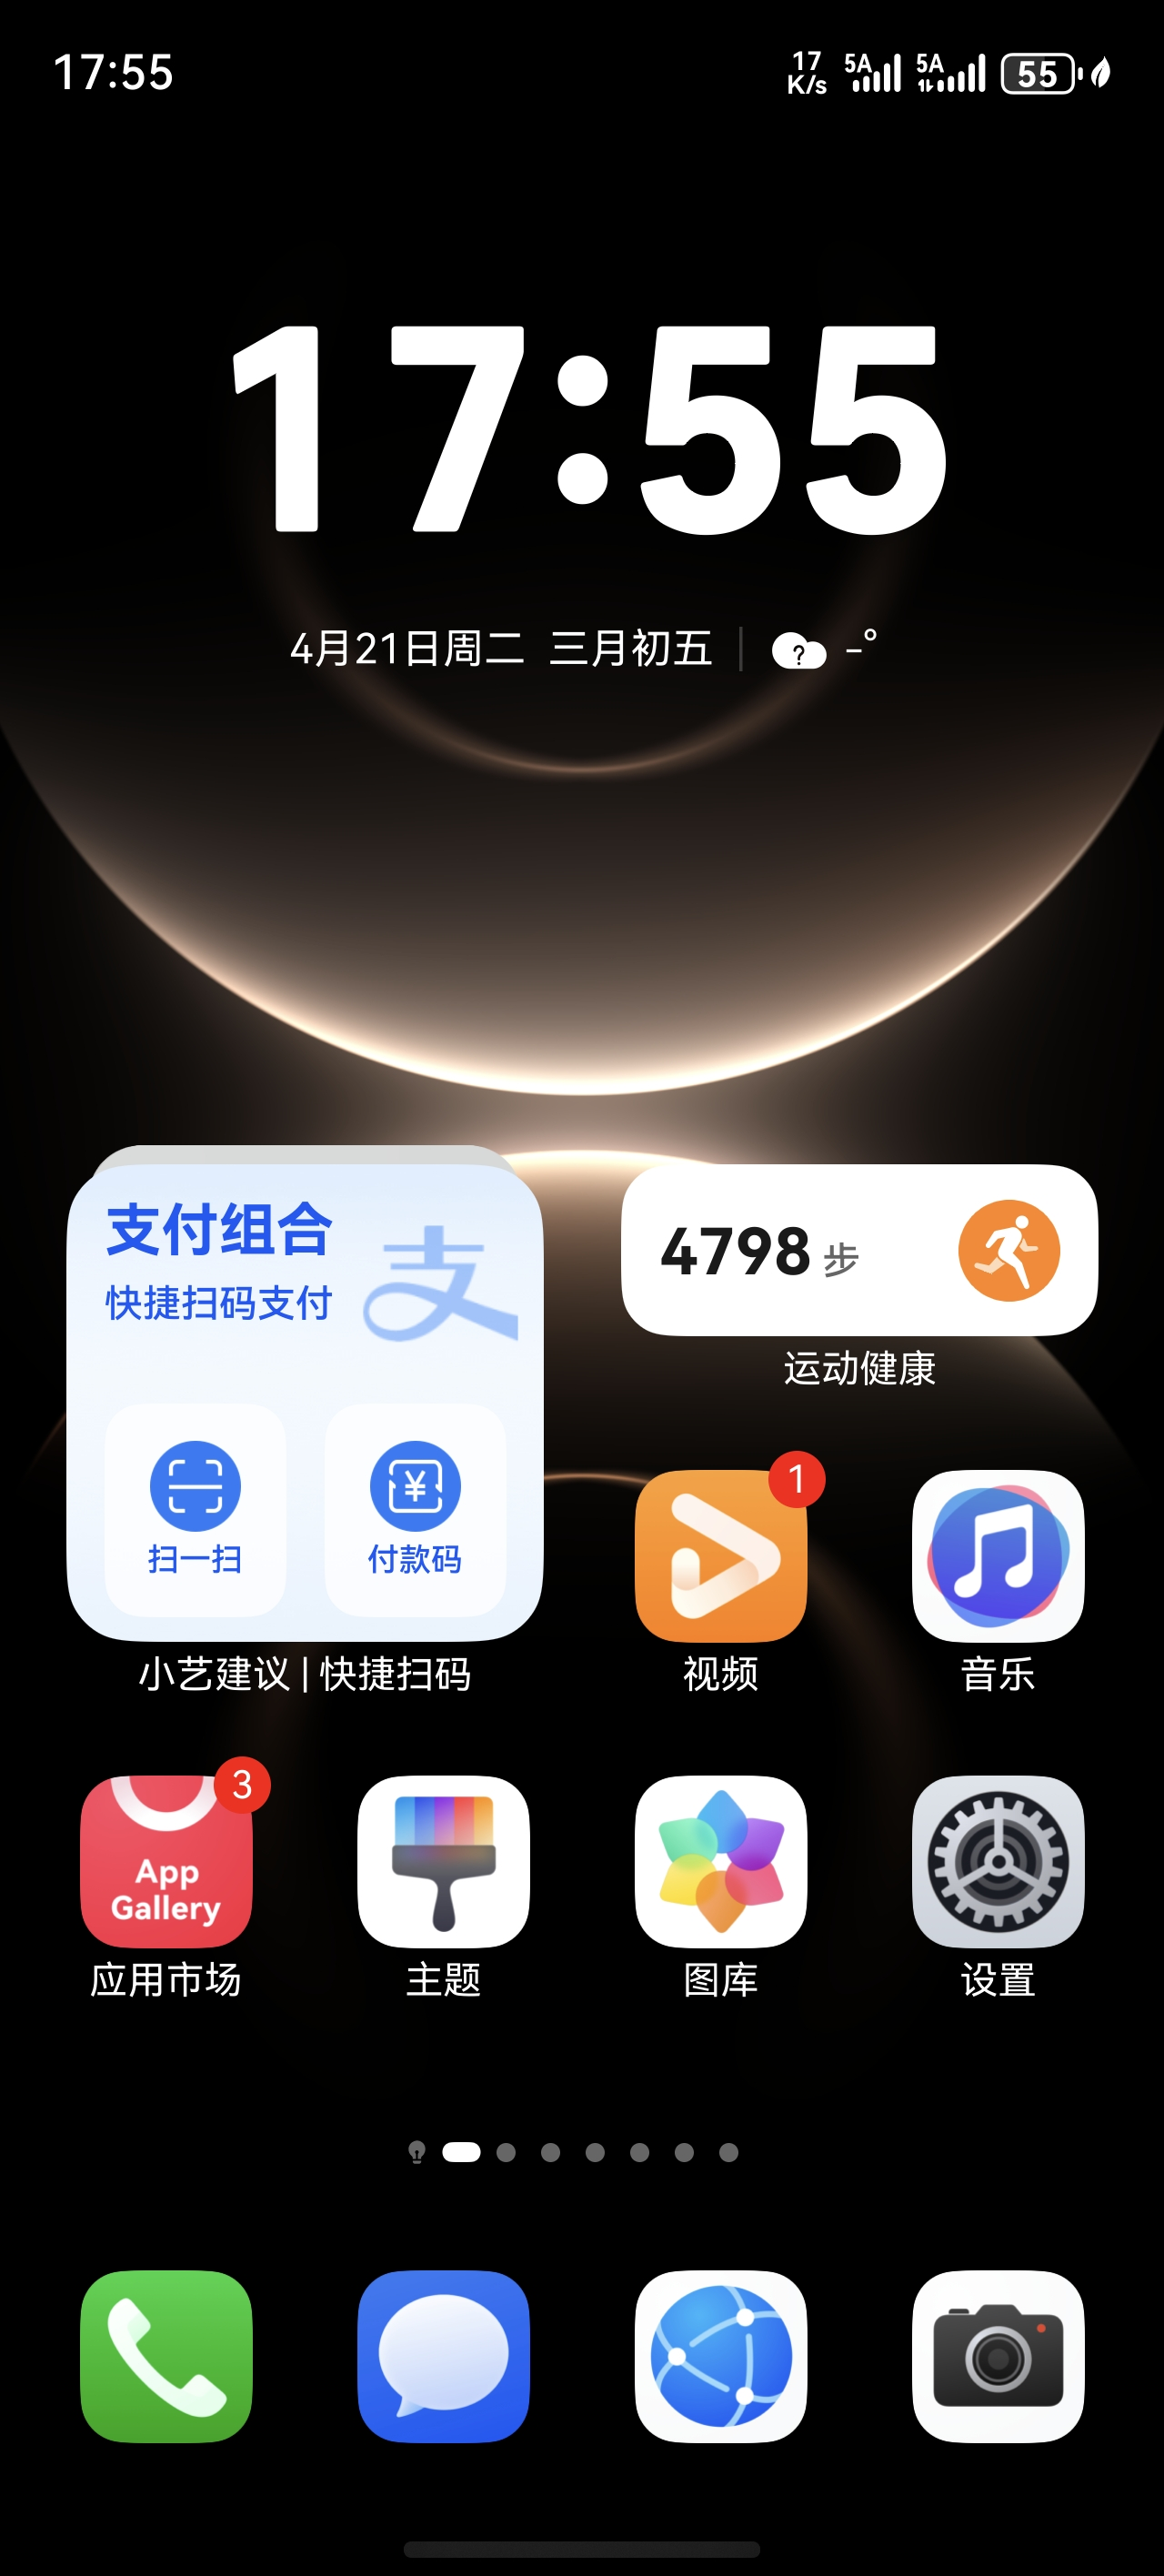 17:55
17
K/s
5A
5A
55
17:55
4月21日周二 三月初五 | ? -°
支付组合
快捷扫码支付
支
扫一扫
¥
付款码
小艺建议 | 快捷扫码
4798 步
运动健康
1
视频
音乐
3
App
Gallery
应用市场
主题
图库
设置